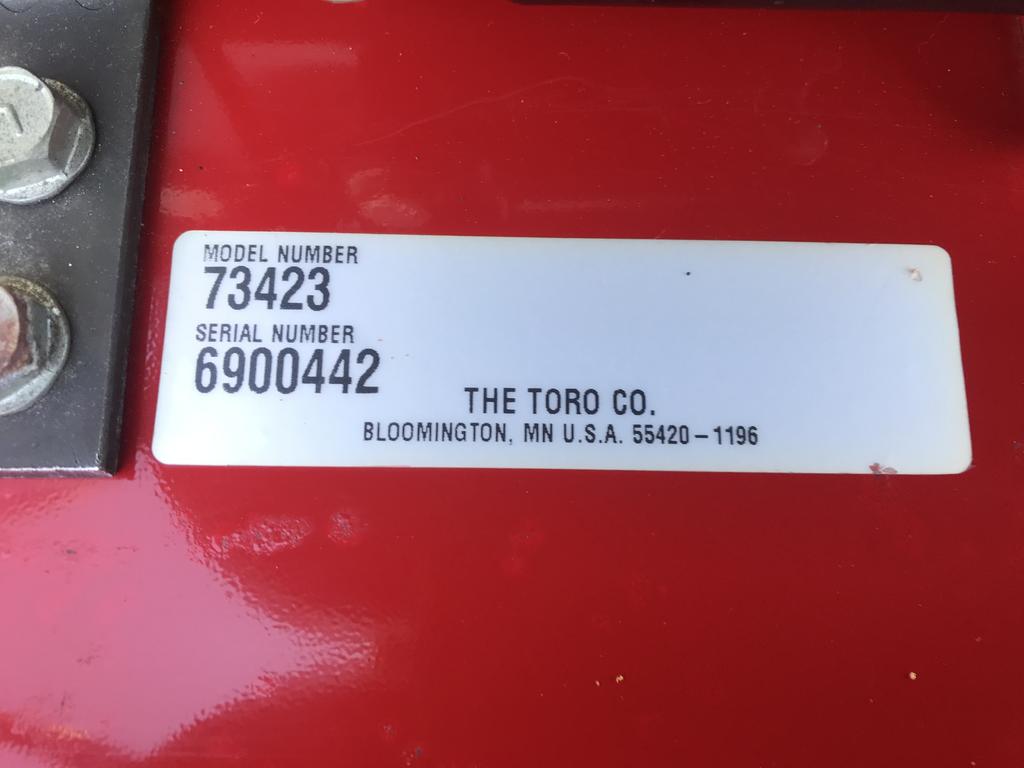 MODEL NUMBER
73423
SERIAL NUMBER
6900442
THE TORO CO.
BLOOMINGTON, MN U.S.A. 55420-1196